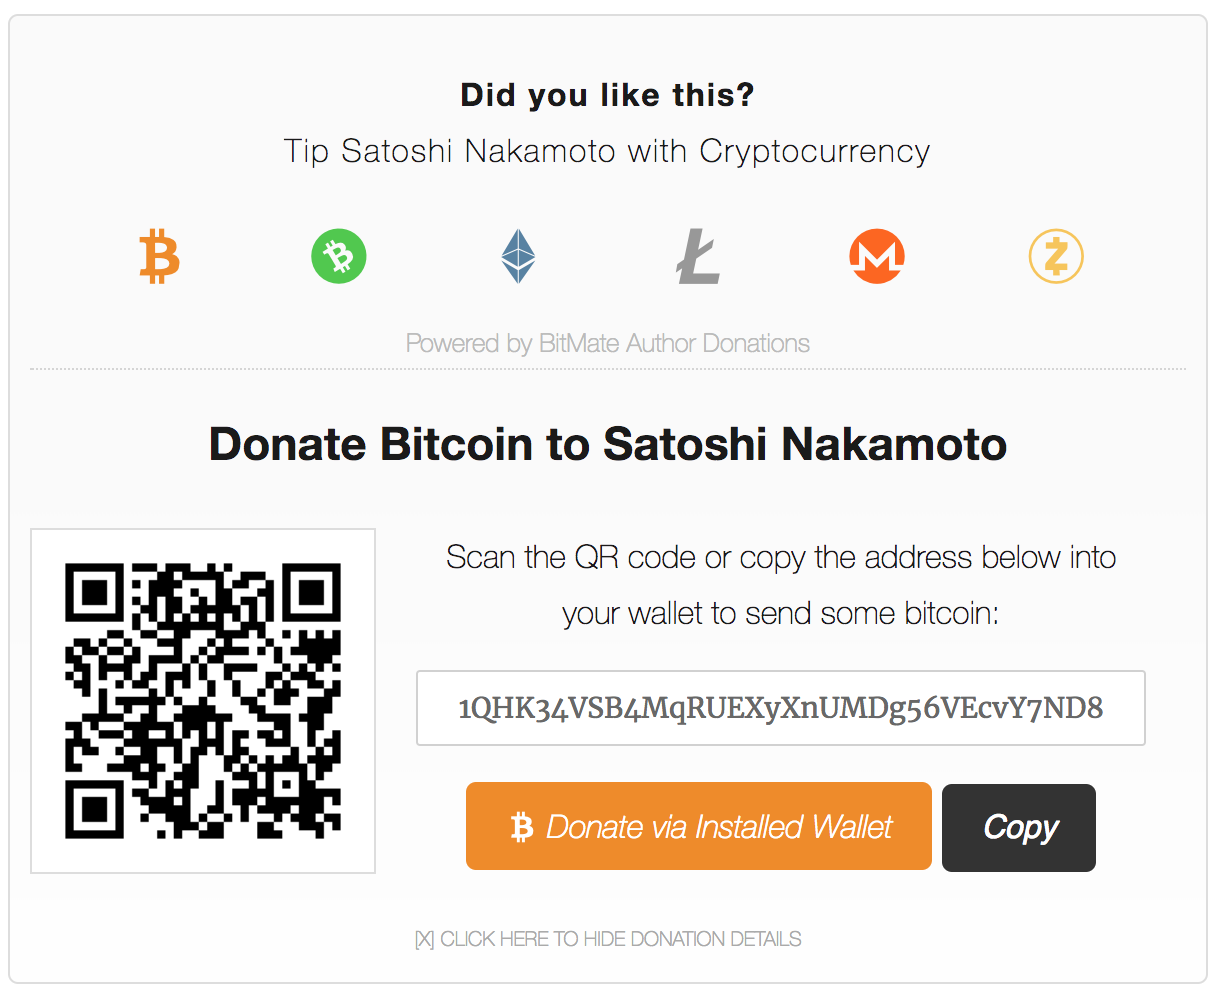 Did you like this?
Tip Satoshi Nakamoto with Cryptocurrency
Powered by BitMate Author Donations
Donate Bitcoin to Satoshi Nakamoto
Scan the QR code or copy the address below into
your wallet to send some bitcoin:
1QHK34VSB4MqRUEXyXnUMDg56VEcvY7ND8
Donate via Installed Wallet
Copy
[X] CLICK HERE TO HIDE DONATION DETAILS